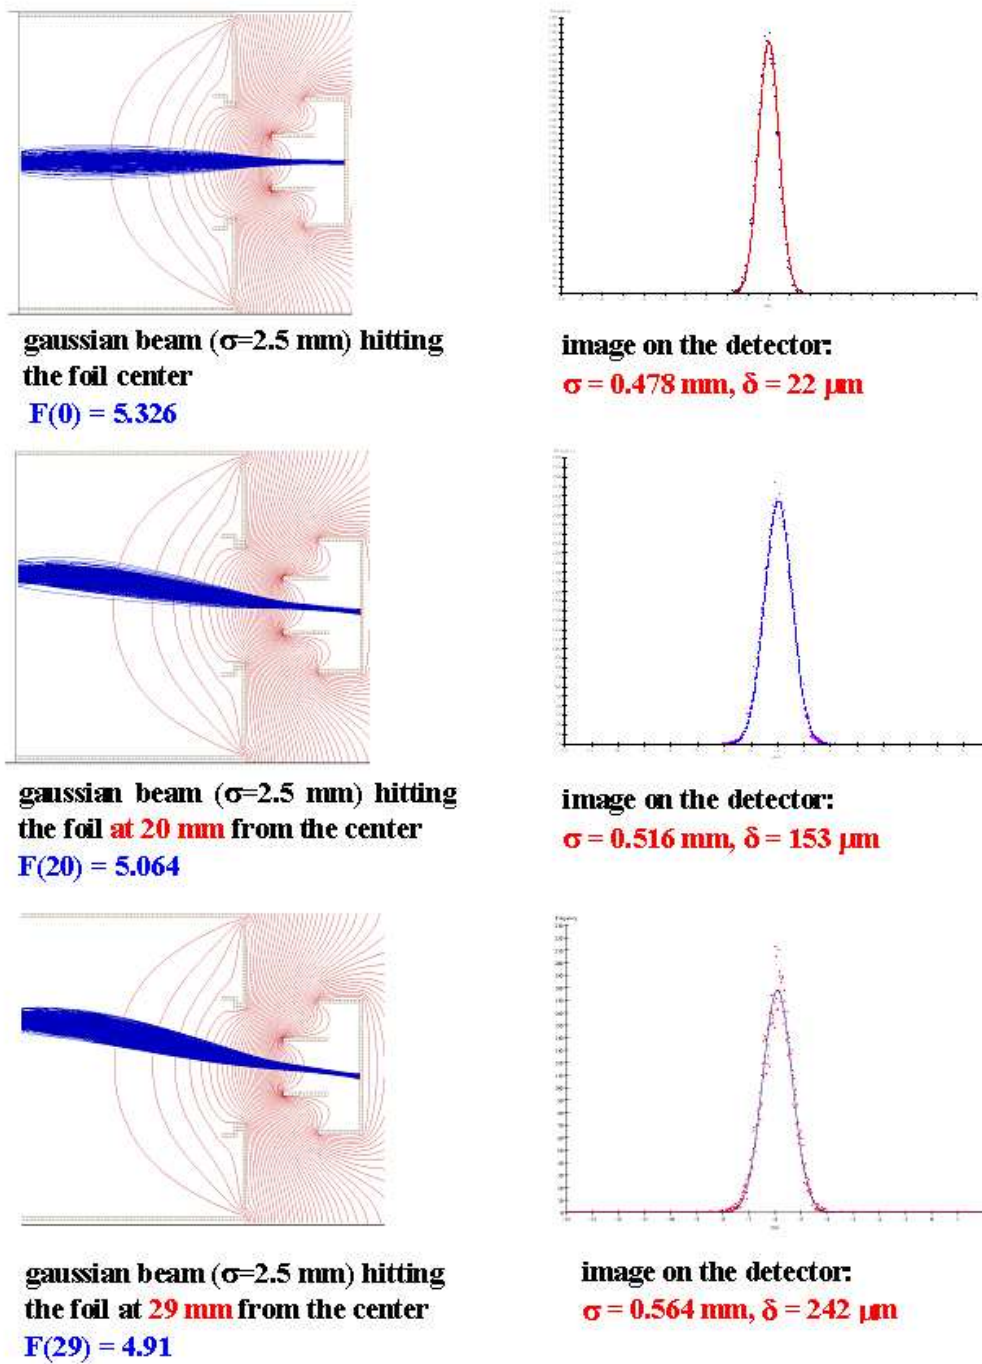 gaussian beam (σ=2.5 mm) hitting
the foil center
F(0) = 5.326
image on the detector:
σ = 0.478 mm, δ = 22 μm
gaussian beam (σ=2.5 mm) hitting
the foil at 20 mm from the center
F(20) = 5.064
image on the detector:
σ = 0.516 mm, δ = 153 μm
gaussian beam (σ=2.5 mm) hitting
the foil at 29 mm from the center
F(29) = 4.91
image on the detector:
σ = 0.564 mm, δ = 242 μm